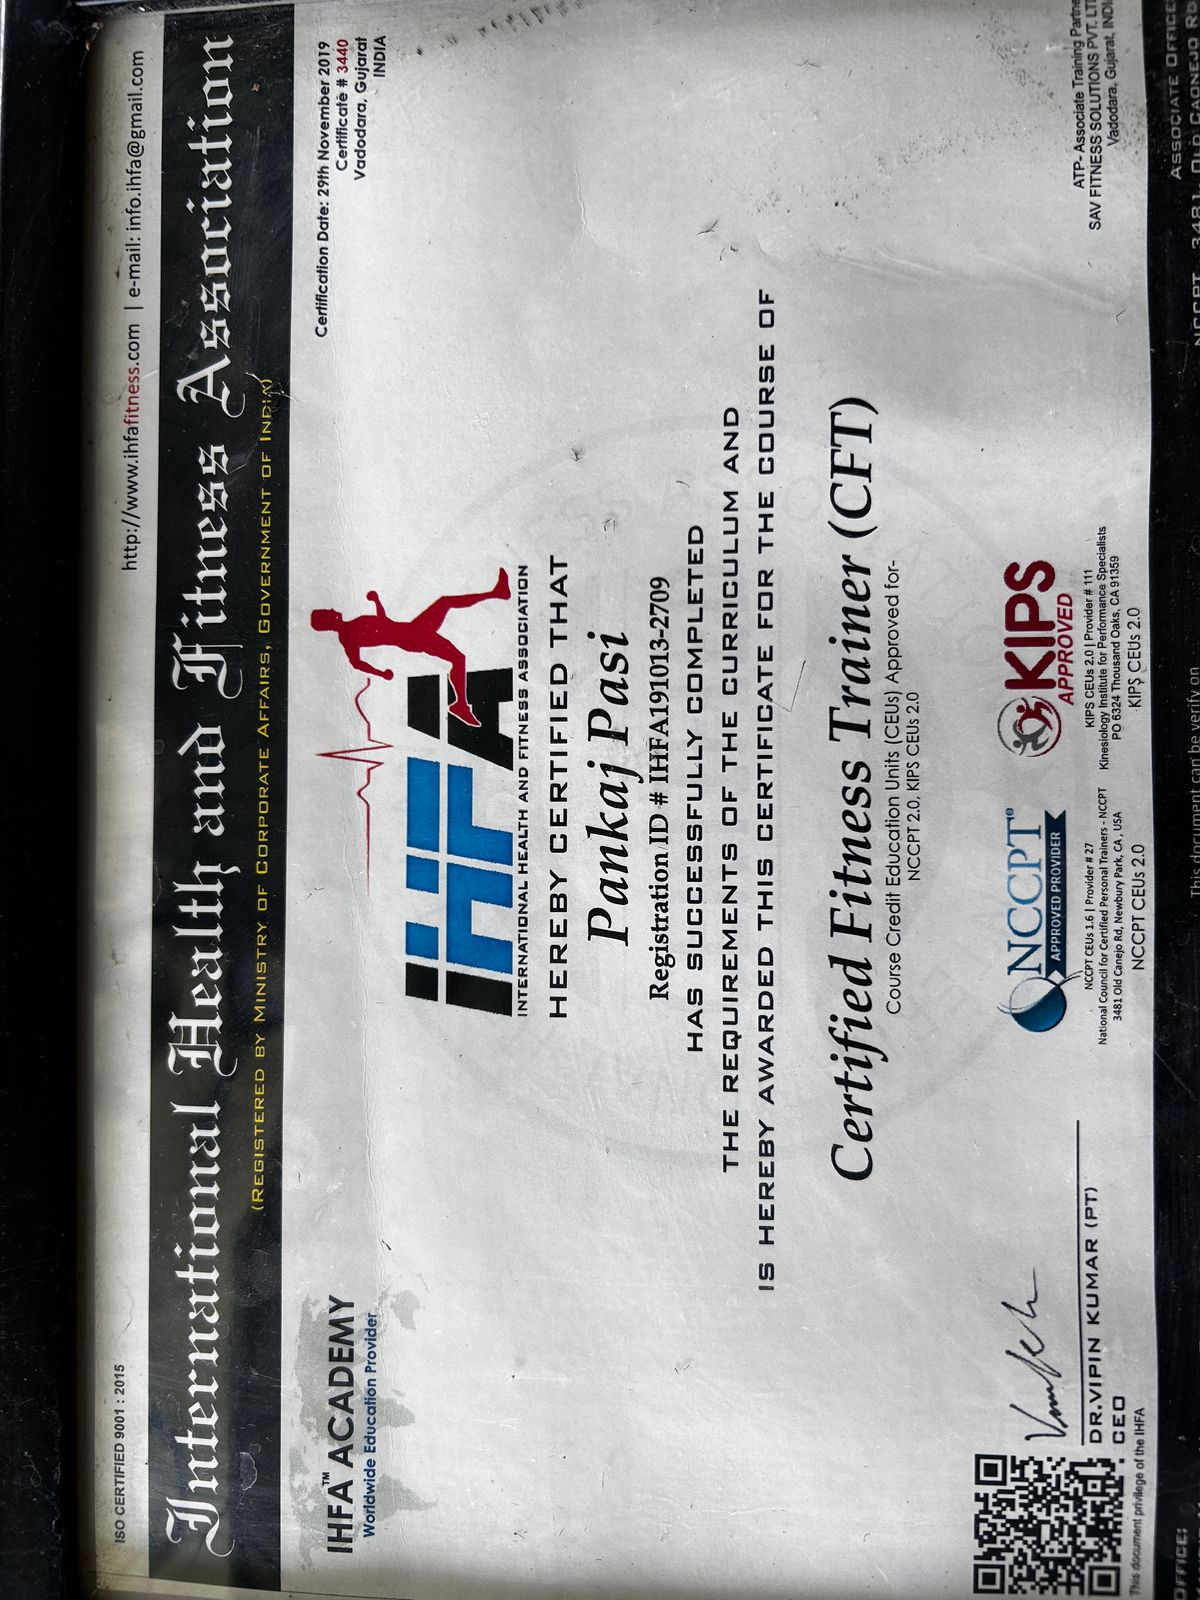 ISO CERTIFIED 9001 : 2015
http://www.ihfafitness.com | e-mail: info.ihfa@gmail.com
International Health and Fitness Association
(REGISTERED BY MINISTRY OF CORPORATE AFFAIRS, GOVERNMENT OF INDIA)
IHFA™ ACADEMY
Worldwide Education Provider
Certification Date: 29th November 2019
Certificate # 3440
Vadodara, Gujarat
INDIA
IHFA
INTERNATIONAL HEALTH AND FITNESS ASSOCIATION
HEREBY CERTIFIED THAT
Pankaj Pasi
Registration ID # IHFA191013-2709
HAS SUCCESSFULLY COMPLETED
THE REQUIREMENTS OF THE CURRICULUM AND
IS HEREBY AWARDED THIS CERTIFICATE FOR THE COURSE OF
Certified Fitness Trainer (CFT)
Course Credit Education Units (CEUs) Approved for-
NCCPT 2.0, KIPS CEUs 2.0
DR.VIPIN KUMAR (PT)
CEO
This document privilege of the IHFA
NCCPT®
APPROVED PROVIDER
NCCPT CEUs 1.6 | Provider # 27
National Council for Certified Personal Trainers - NCCPT
3481 Old Canejo Rd, Newbury Park, CA , USA
NCCPT CEUs 2.0
KIPS
APPROVED
KIPS CEUs 2.0 | Provider # 111
Kinesiology Institute for Performance Specialists
PO 6324 Thousand Oaks, CA 91359
KIPS CEUs 2.0
ATP- Associate Training Partne
SAV FITNESS SOLUTIONS PVT. LT
Vadodara, Gujarat, INDI
OFFICE:
This document can be verify on
ASSOCIATE OFFICE:
NCCPT, 3481, OLD CAONEJO RD